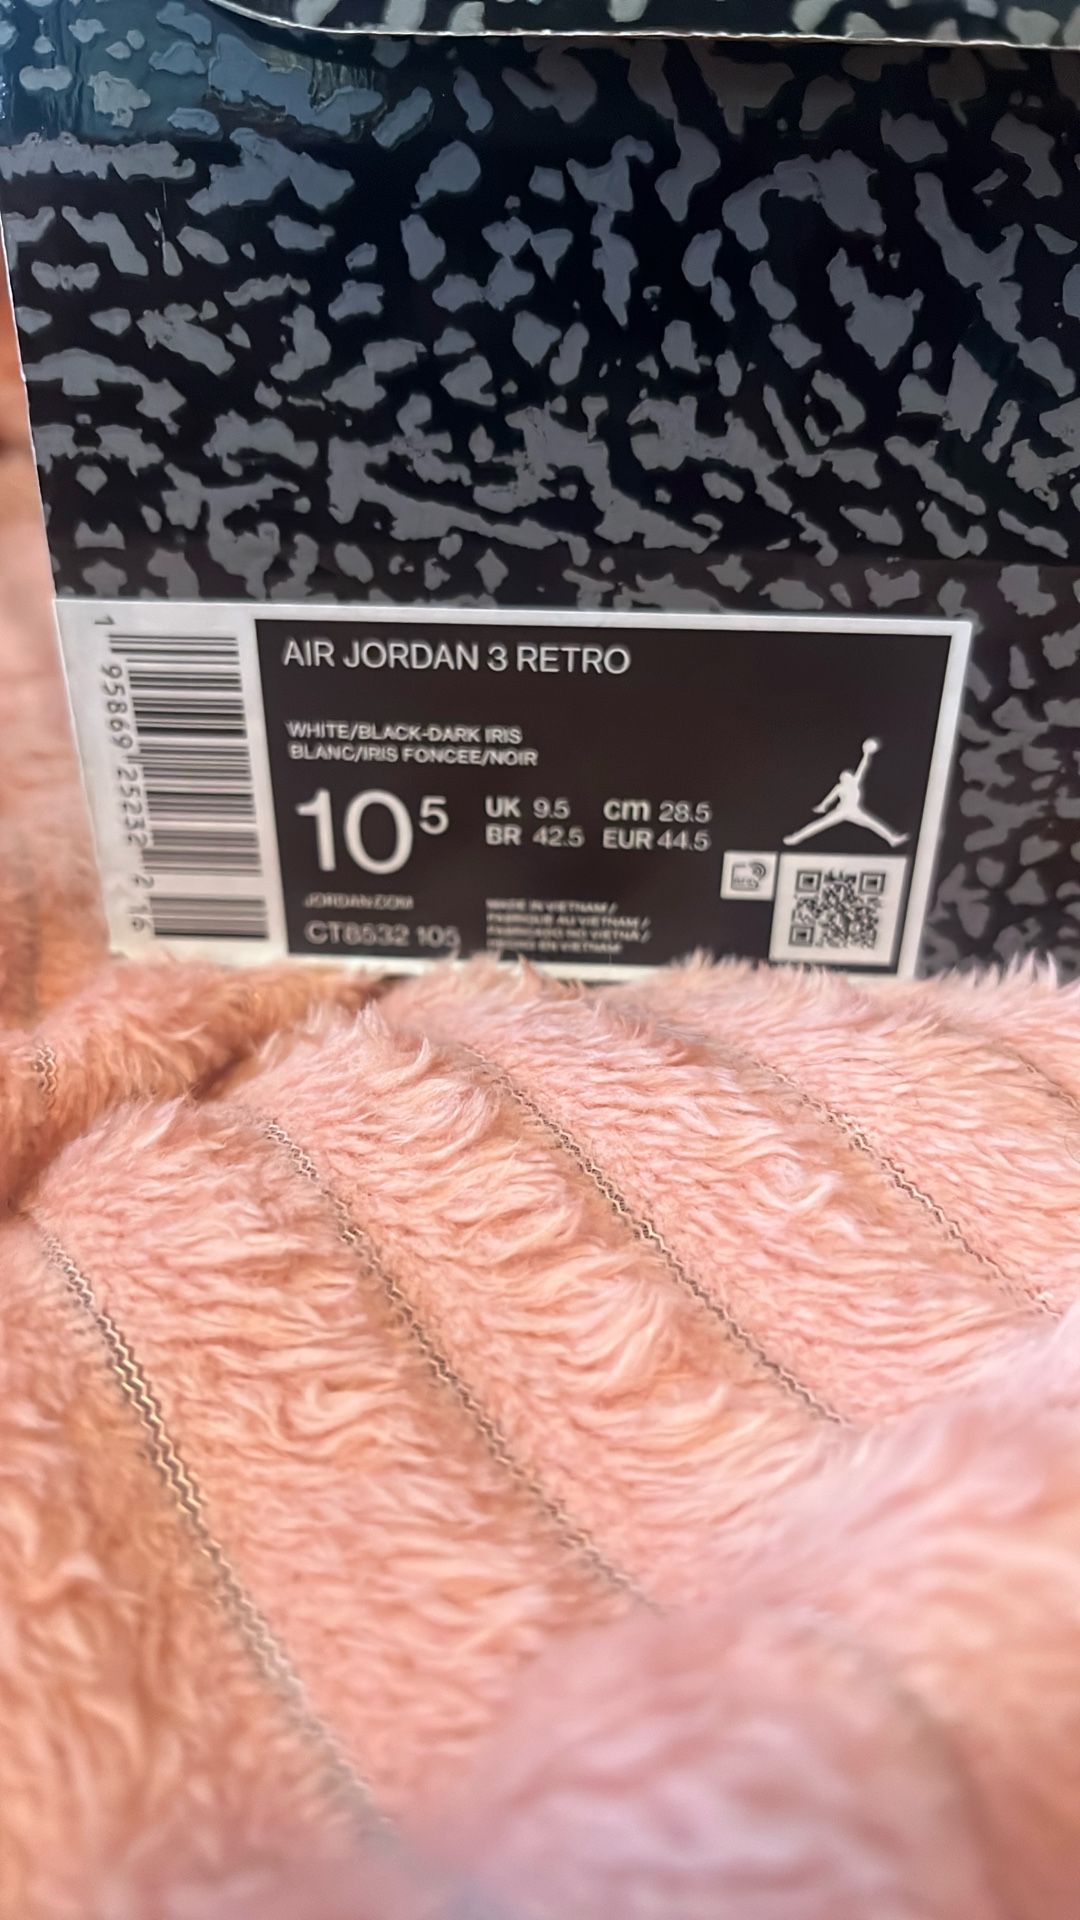 AIR JORDAN 3 RETRO
WHITE/BLACK-DARK IRIS
BLANC/IRIS FONCEE/NOIR
10 5
UK 9.5 cm 28.5
BR 42.5 EUR 44.5
JORDAN.COM
CT8532 105
MADE IN VIETNAM /
FABRIQUE AU VIETNAM /
FABRICADO NO VIETNÃ /
HECHO EN VIETNAM
1 95869 25232 2 16